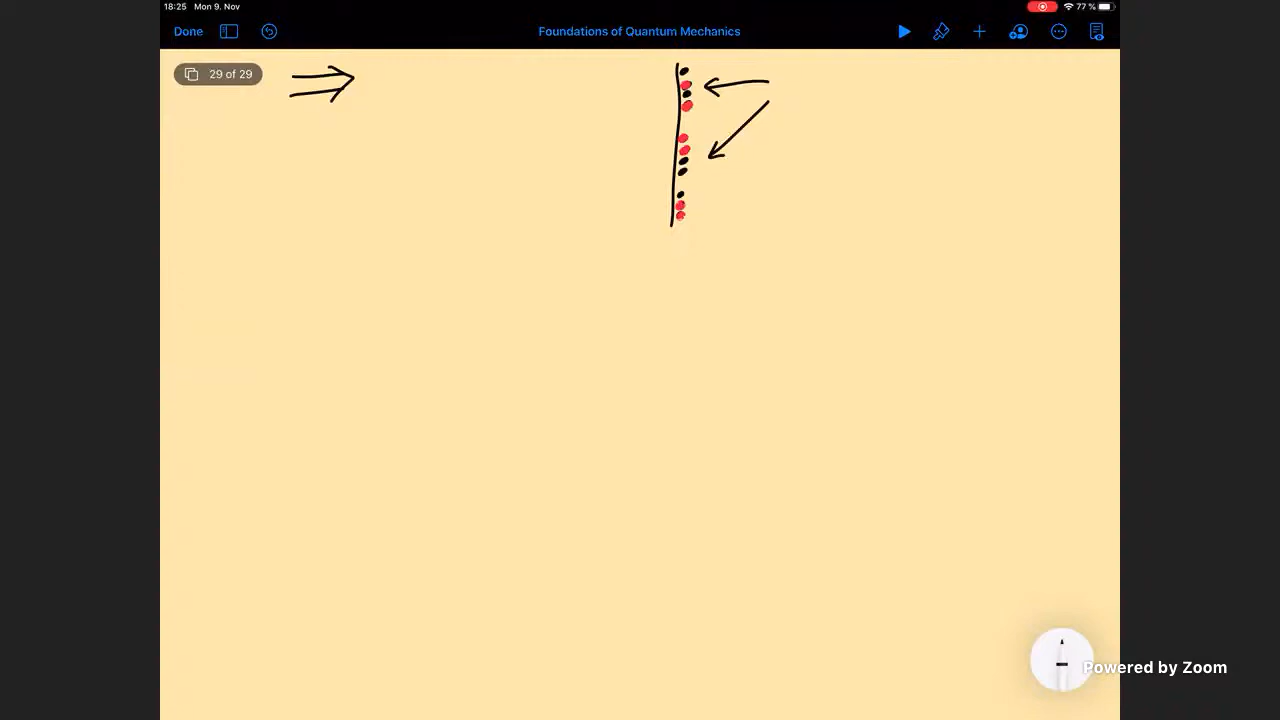 18:25 Mon 9. Nov 77 %
Done Foundations of Quantum Mechanics
29 of 29
Powered by Zoom